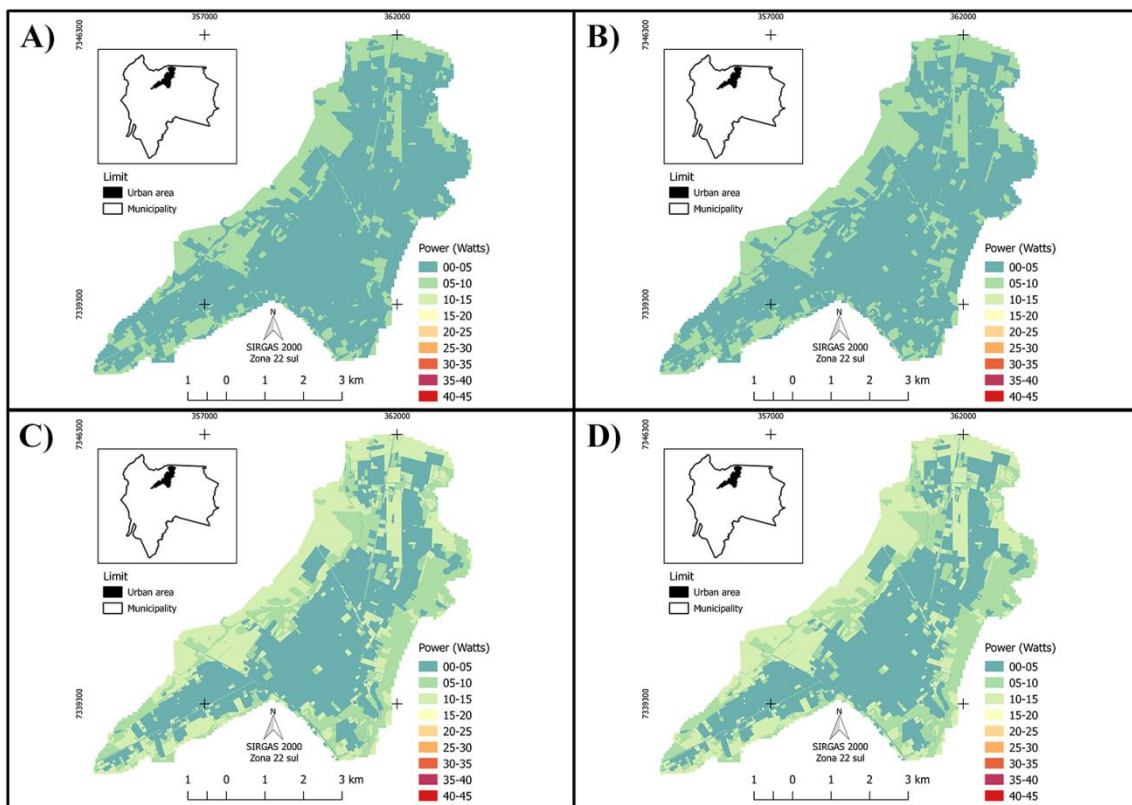 A)
357000
362000
7346300
Limit
Urban area
Municipality
Power (Watts)
00-05
05-10
10-15
15-20
20-25
25-30
30-35
35-40
40-45
7339300
N
SIRGAS 2000
Zona 22 sul
1 0 1 2 3 km
B)
357000
362000
7346300
Limit
Urban area
Municipality
Power (Watts)
00-05
05-10
10-15
15-20
20-25
25-30
30-35
35-40
40-45
7339300
N
SIRGAS 2000
Zona 22 sul
1 0 1 2 3 km
C)
357000
362000
7346300
Limit
Urban area
Municipality
Power (Watts)
00-05
05-10
10-15
15-20
20-25
25-30
30-35
35-40
40-45
7339300
N
SIRGAS 2000
Zona 22 sul
1 0 1 2 3 km
D)
357000
362000
7346300
Limit
Urban area
Municipality
Power (Watts)
00-05
05-10
10-15
15-20
20-25
25-30
30-35
35-40
40-45
7339300
N
SIRGAS 2000
Zona 22 sul
1 0 1 2 3 km